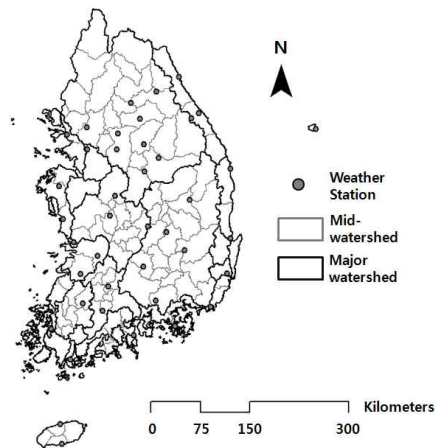 N
Weather
Station
Mid-
watershed
Major
watershed
Kilometers
0 75 150 300